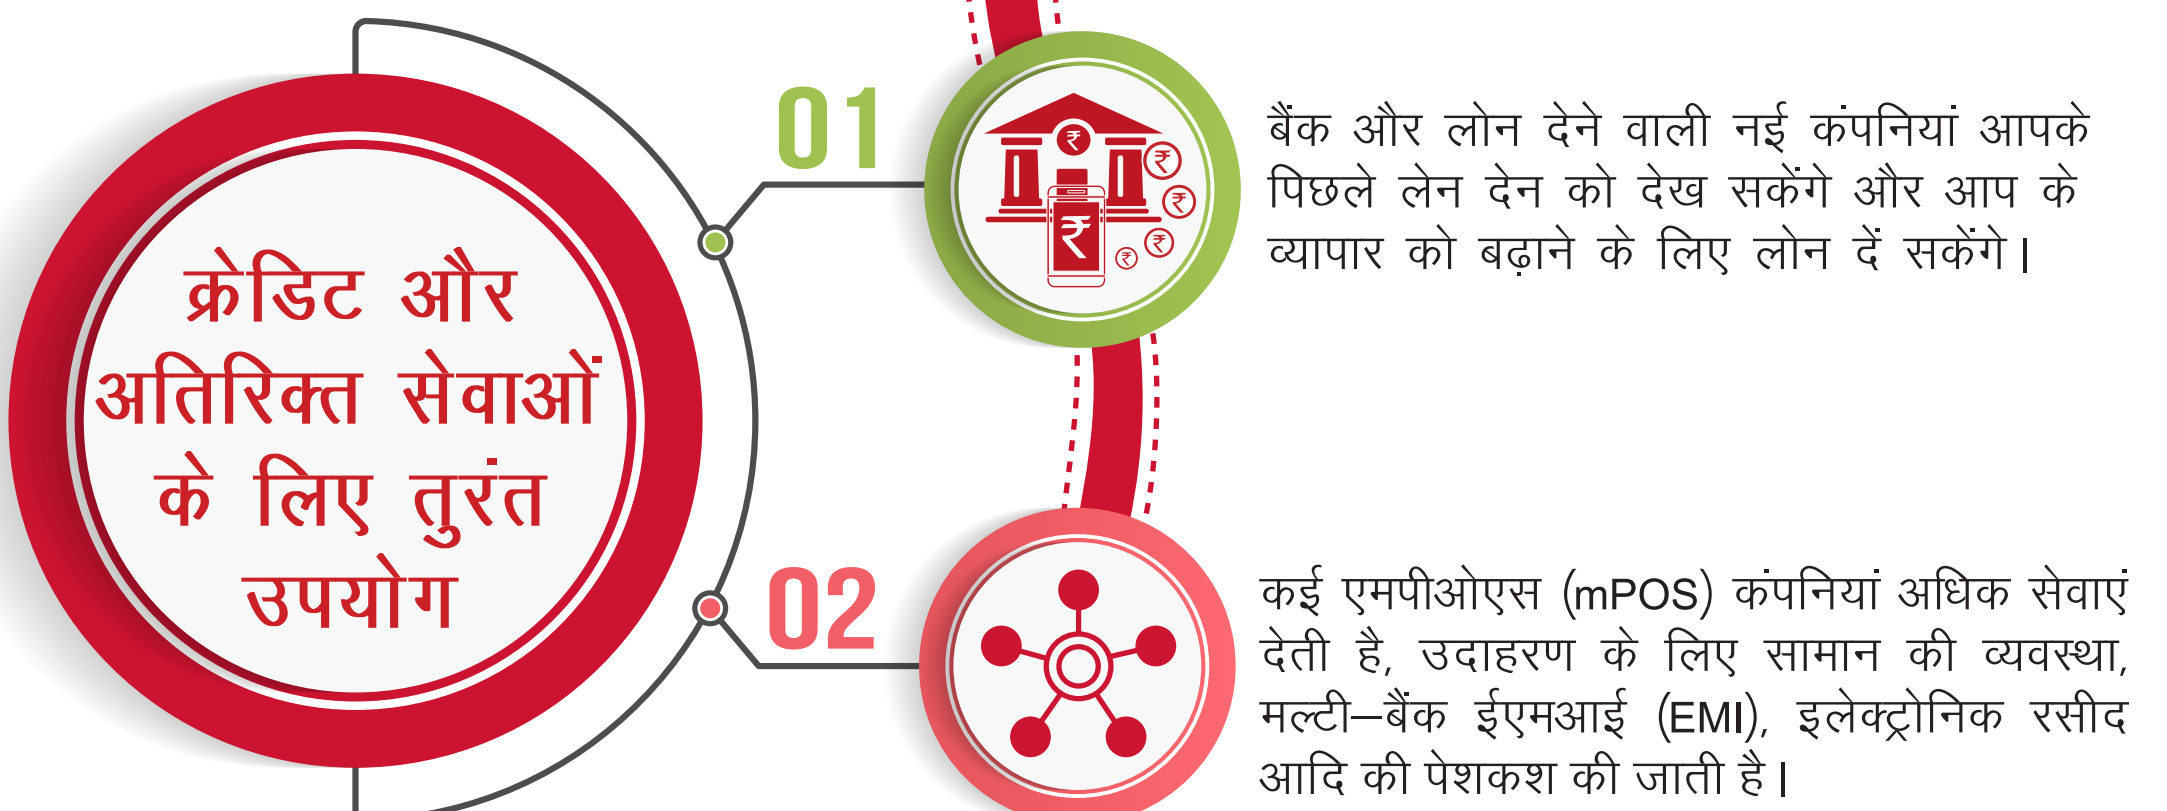 क्रेडिट और
अतिरिक्त सेवाओं
के लिए तुरंत
उपयोग
01
बैंक और लोन देने वाली नई कंपनियां आपके
पिछले लेन देन को देख सकेंगे और आप के
व्यापार को बढ़ाने के लिए लोन दें सकेंगे।
02
कई एमपीओएस (mPOS) कंपनियां अधिक सेवाएं
देती है, उदाहरण के लिए सामान की व्यवस्था,
मल्टी–बैंक ईएमआई (EMI), इलेक्ट्रोनिक रसीद
आदि की पेशकश की जाती है।